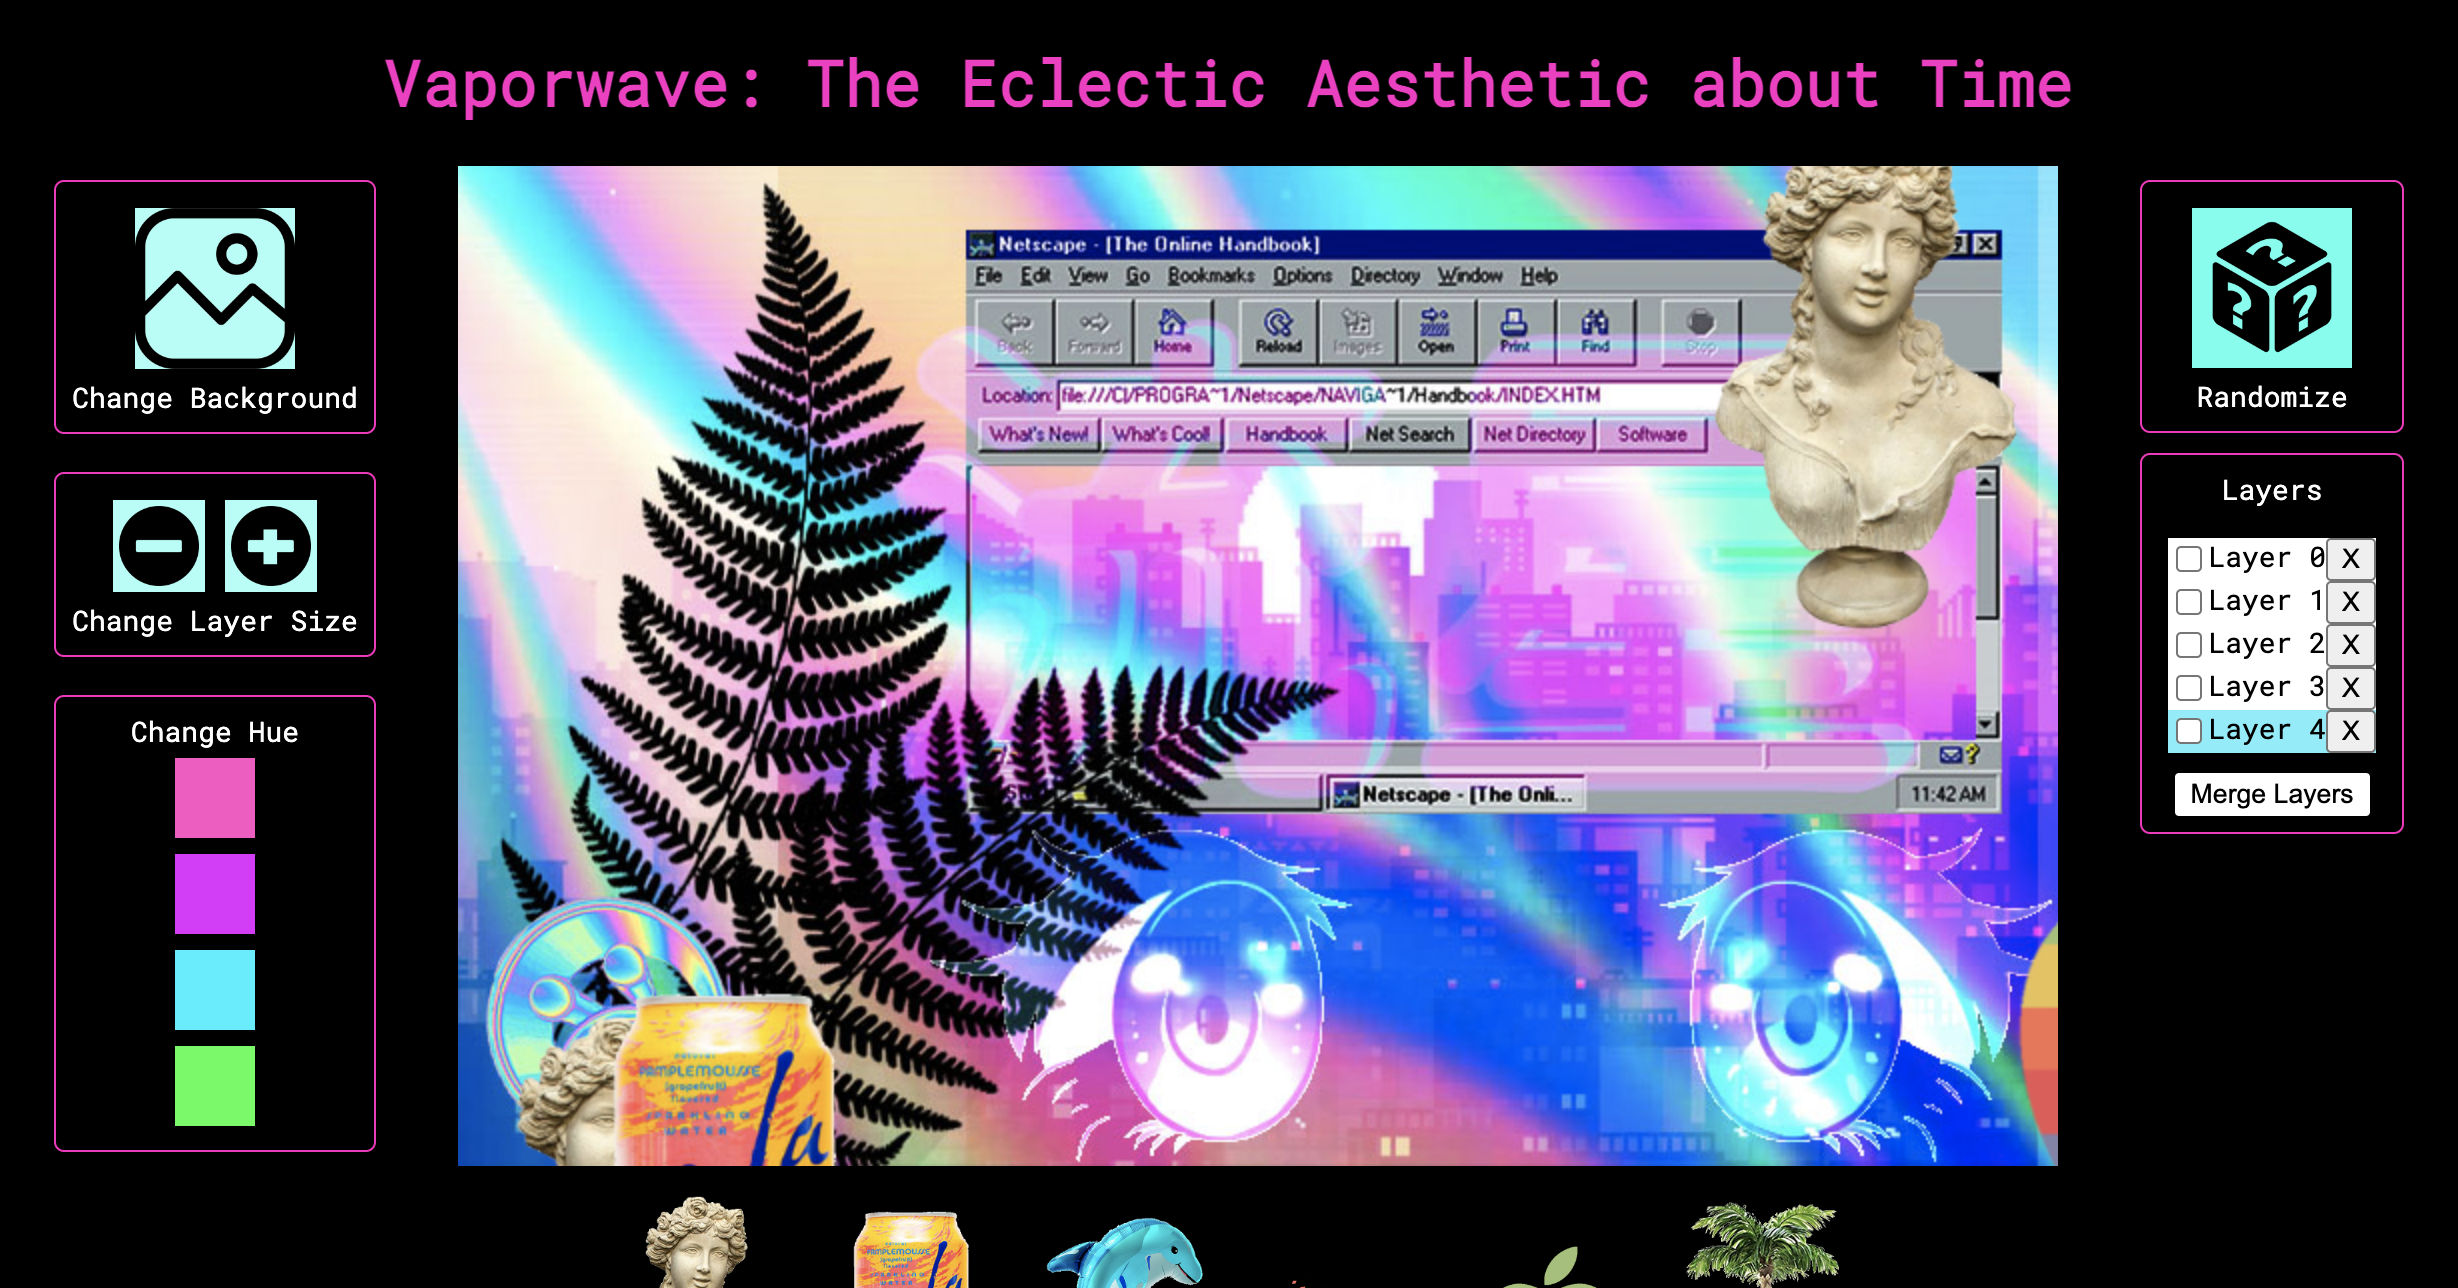 Vaporwave: The Eclectic Aesthetic about Time
Change Background
Change Layer Size
Change Hue
Netscape - [The Online Handbook]
File Edit View Go Bookmarks Options Directory Window Help
Back Forward Home Reload Images Open Print Find Stop
Location: file:///C|/PROGRA~1/Netscape/NAVIGA~1/Handbook/INDEX.HTM
What's New! What's Cool! Handbook Net Search Net Directory Software
Netscape - [The Onli...
11:42 AM
natural
PAMPLEMOUSSE
(grapefruit)
flavored
SPARKLING
WATER
la
Randomize
Layers
Layer 0 X
Layer 1 X
Layer 2 X
Layer 3 X
Layer 4 X
Merge Layers
PAMPLEMOUSSE